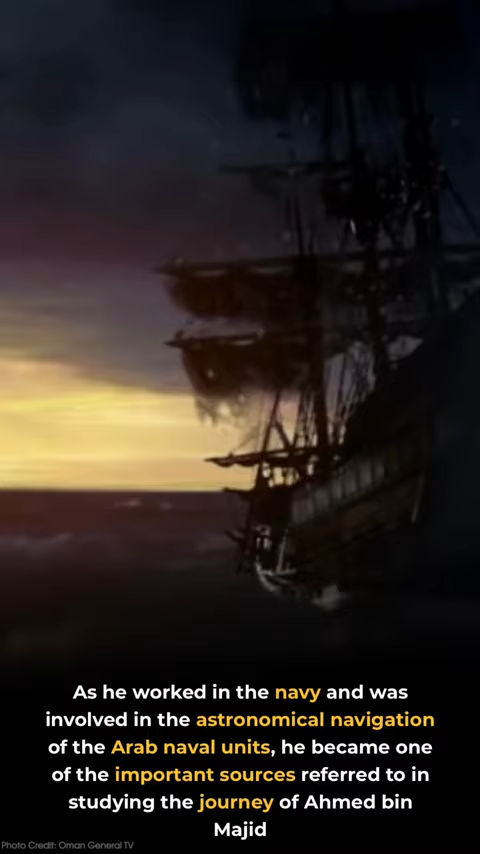 As he worked in the navy and was
involved in the astronomical navigation
of the Arab naval units, he became one
of the important sources referred to in
studying the journey of Ahmed bin
Majid
Photo Credit: Oman General TV